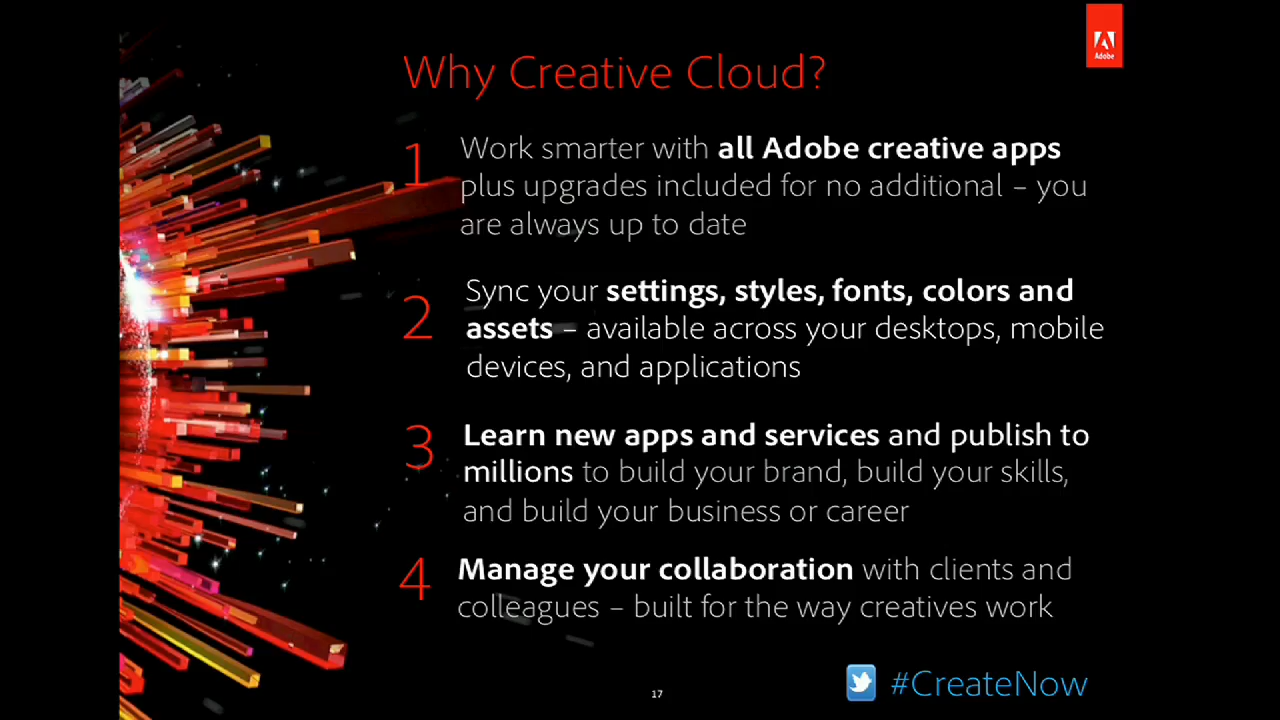 Adobe
Why Creative Cloud?
1
Work smarter with all Adobe creative apps
plus upgrades included for no additional – you
are always up to date
2
Sync your settings, styles, fonts, colors and
assets – available across your desktops, mobile
devices, and applications
3
Learn new apps and services and publish to
millions to build your brand, build your skills,
and build your business or career
4
Manage your collaboration with clients and
colleagues – built for the way creatives work
17
#CreateNow